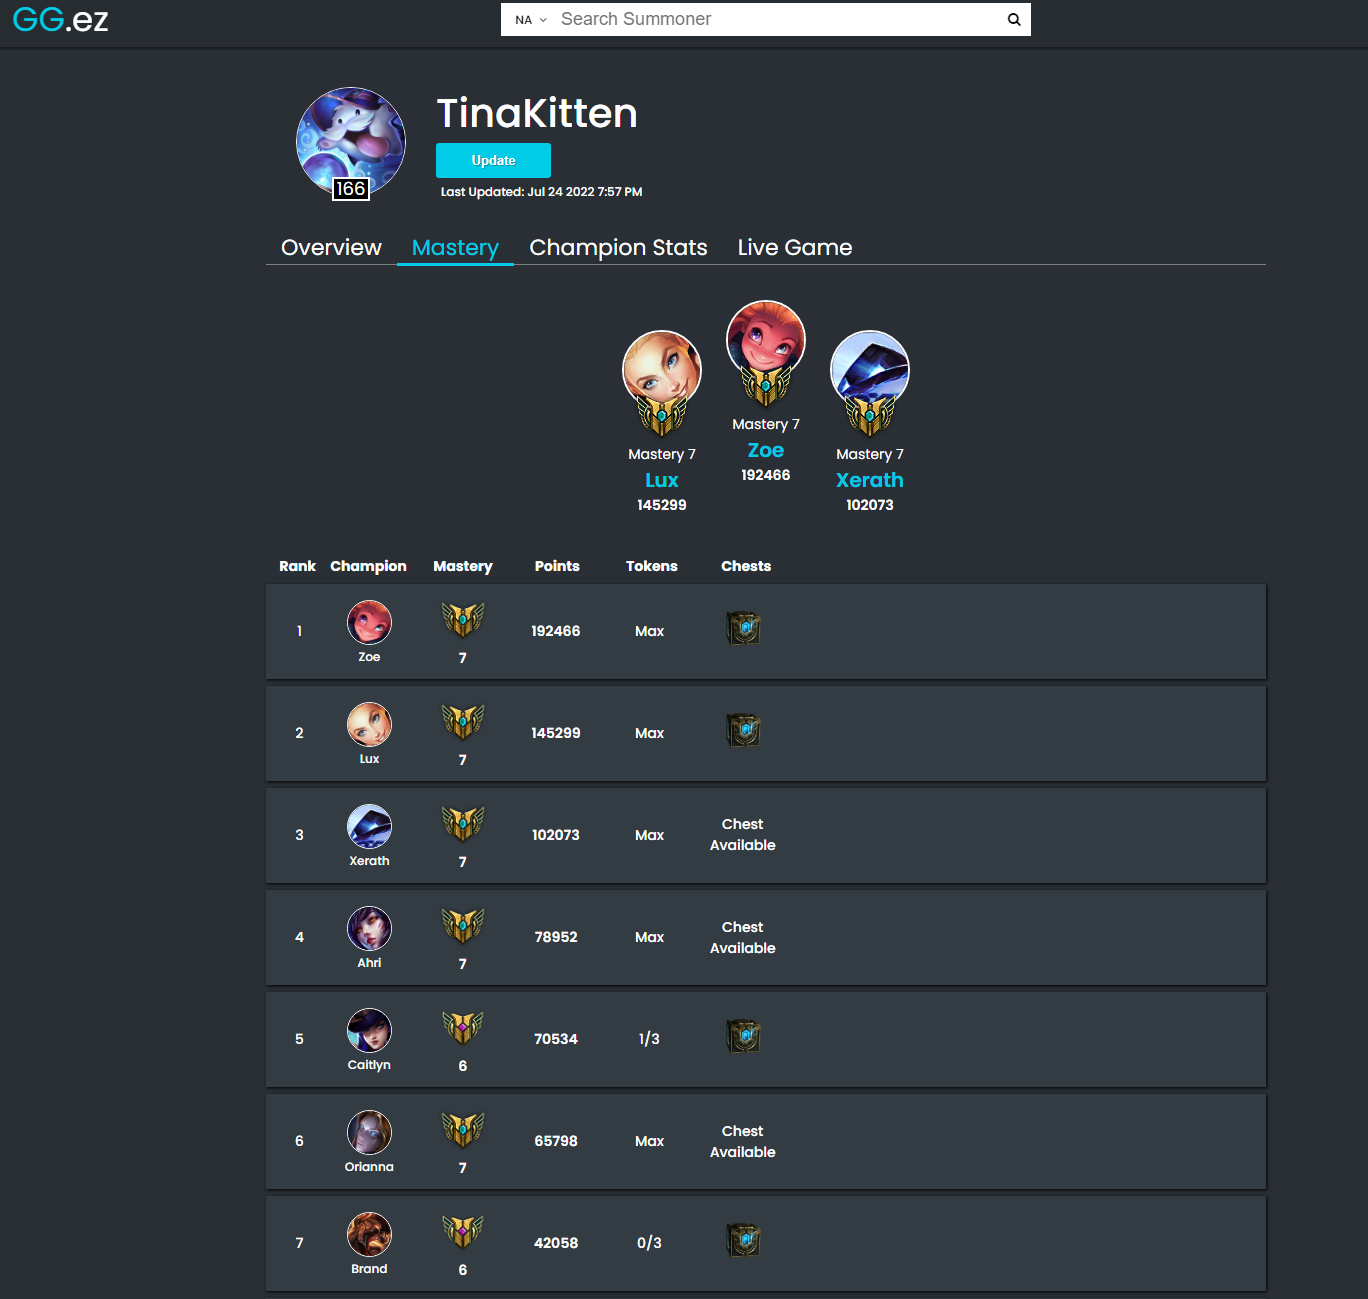 GG.ez
NA
Search Summoner
TinaKitten
Update
166
Last Updated: Jul 24 2022 7:57 PM
Overview Mastery Champion Stats Live Game
Mastery 7
Lux
145299
Mastery 7
Zoe
192466
Mastery 7
Xerath
102073
Rank Champion Mastery Points Tokens Chests
1 Zoe 7 192466 Max
2 Lux 7 145299 Max
3 Xerath 7 102073 Max Chest Available
4 Ahri 7 78952 Max Chest Available
5 Caitlyn 6 70534 1/3
6 Orianna 7 65798 Max Chest Available
7 Brand 6 42058 0/3